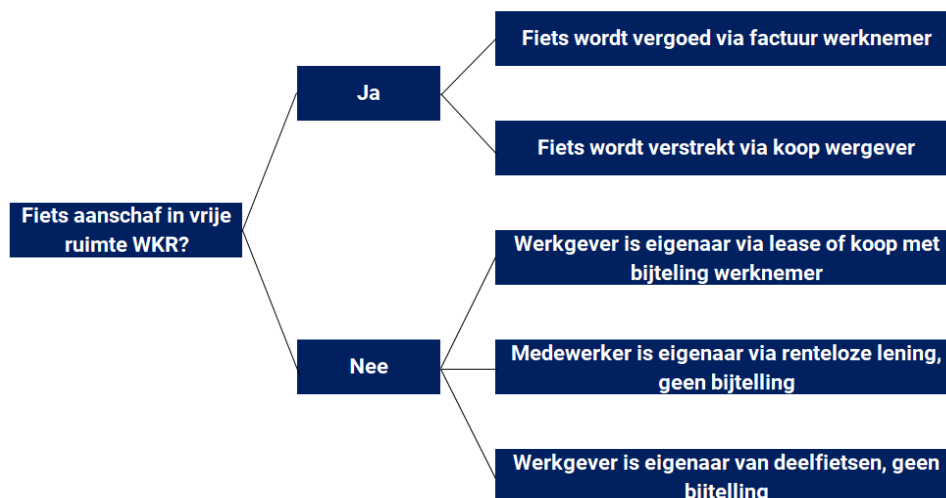 Fiets wordt vergoed via factuur werknemer
Ja
Fiets wordt verstrekt via koop wergever
Fiets aanschaf in vrije
ruimte WKR?
Werkgever is eigenaar via lease of koop met
bijteling werknemer
Nee
Medewerker is eigenaar via renteloze lening,
geen bijtelling
Werkgever is eigenaar van deelfietsen, geen
bijtelling